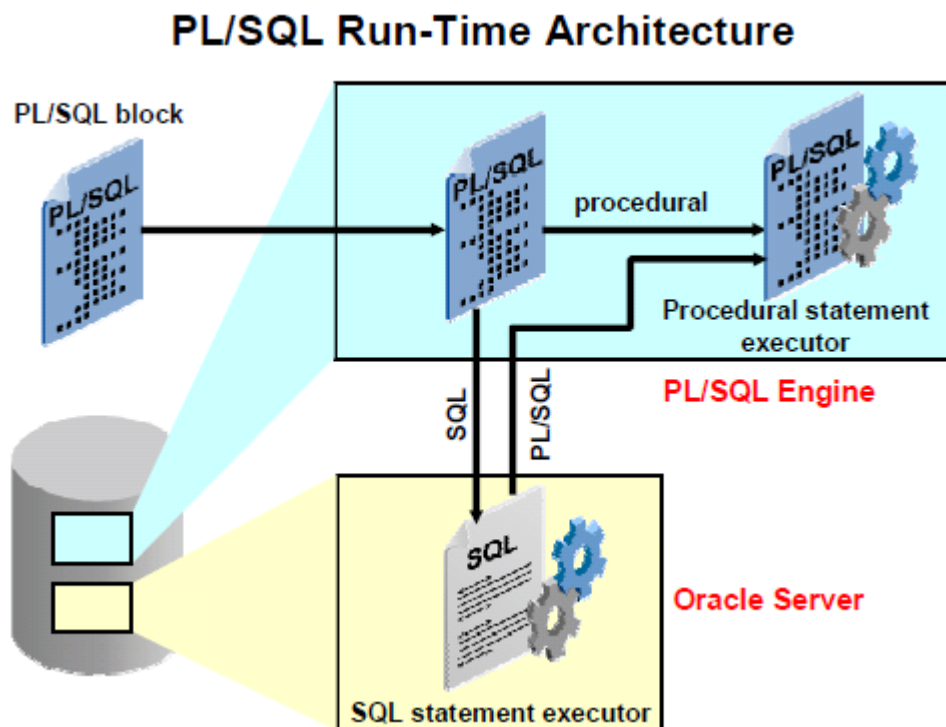 PL/SQL Run-Time Architecture
PL/SQL block
PL/SQL
PL/SQL
procedural
PL/SQL
Procedural statement
executor
PL/SQL Engine
SQL
PL/SQL
SQL
Oracle Server
SQL statement executor